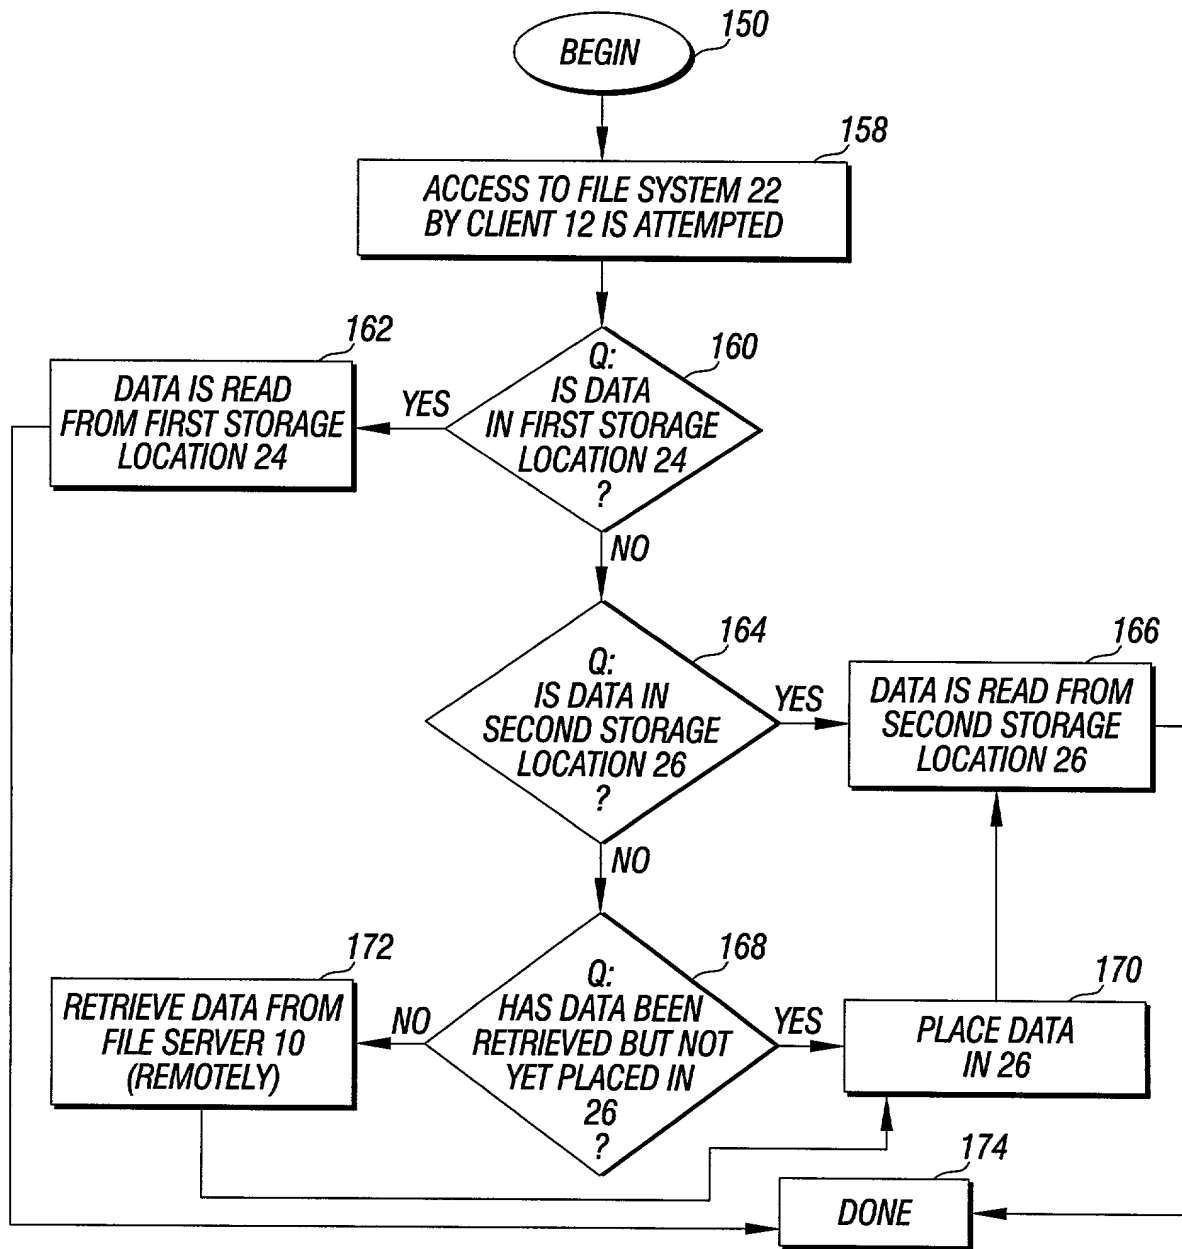 BEGIN
150
158
ACCESS TO FILE SYSTEM 22
BY CLIENT 12 IS ATTEMPTED
162
DATA IS READ
FROM FIRST STORAGE
LOCATION 24
YES
160
Q:
IS DATA
IN FIRST STORAGE
LOCATION 24
?
NO
164
Q:
IS DATA IN
SECOND STORAGE
LOCATION 26
?
YES
166
DATA IS READ FROM
SECOND STORAGE
LOCATION 26
NO
172
RETRIEVE DATA FROM
FILE SERVER 10
(REMOTELY)
NO
168
Q:
HAS DATA BEEN
RETRIEVED BUT NOT
YET PLACED IN
26
?
YES
170
PLACE DATA
IN 26
174
DONE